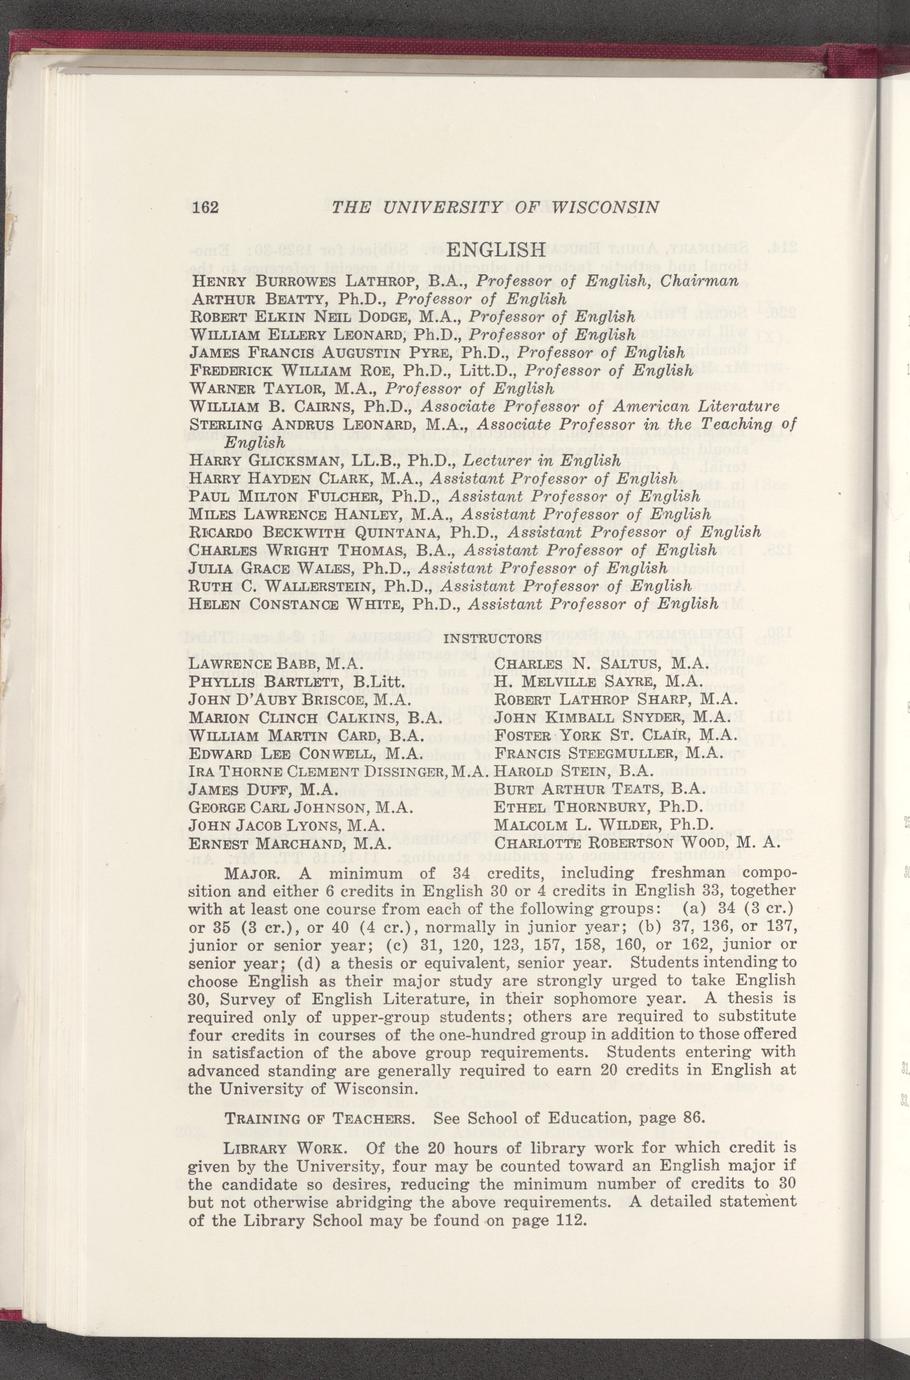 162 THE UNIVERSITY OF WISCONSIN
ENGLISH
HENRY BURROWES LATHROP, B.A., Professor of English, Chairman
ARTHUR BEATTY, Ph.D., Professor of English
ROBERT ELKIN NEIL DODGE, M.A., Professor of English
WILLIAM ELLERY LEONARD, Ph.D., Professor of English
JAMES FRANCIS AUGUSTIN PYRE, Ph.D., Professor of English
FREDERICK WILLIAM ROE, Ph.D., Litt.D., Professor of English
WARNER TAYLOR, M.A., Professor of English
WILLIAM B. CAIRNS, Ph.D., Associate Professor of American Literature
STERLING ANDRUS LEONARD, M.A., Associate Professor in the Teaching of
English
HARRY GLICKSMAN, LL.B., Ph.D., Lecturer in English
HARRY HAYDEN CLARK, M.A., Assistant Professor of English
PAUL MILTON FULCHER, Ph.D., Assistant Professor of English
MILES LAWRENCE HANLEY, M.A., Assistant Professor of English
RICARDO BECKWITH QUINTANA, Ph.D., Assistant Professor of English
CHARLES WRIGHT THOMAS, B.A., Assistant Professor of English
JULIA GRACE WALES, Ph.D., Assistant Professor of English
RUTH C. WALLERSTEIN, Ph.D., Assistant Professor of English
HELEN CONSTANCE WHITE, Ph.D., Assistant Professor of English
INSTRUCTORS
LAWRENCE BABB, M.A.
PHYLLIS BARTLETT, B.Litt.
JOHN D'AUBY BRISCOE, M.A.
MARION CLINCH CALKINS, B.A.
WILLIAM MARTIN CARD, B.A.
EDWARD LEE CONWELL, M.A.
IRA THORNE CLEMENT DISSINGER, M.A.
JAMES DUFF, M.A.
GEORGE CARL JOHNSON, M.A.
JOHN JACOB LYONS, M.A.
ERNEST MARCHAND, M.A.
CHARLES N. SALTUS, M.A.
H. MELVILLE SAYRE, M.A.
ROBERT LATHROP SHARP, M.A.
JOHN KIMBALL SNYDER, M.A.
FOSTER YORK ST. CLAIR, M.A.
FRANCIS STEEGMULLER, M.A.
HAROLD STEIN, B.A.
BURT ARTHUR TEATS, B.A.
ETHEL THORNBURY, Ph.D.
MALCOLM L. WILDER, Ph.D.
CHARLOTTE ROBERTSON WOOD, M. A.
MAJOR. A minimum of 34 credits, including freshman compo-
sition and either 6 credits in English 30 or 4 credits in English 33, together
with at least one course from each of the following groups: (a) 34 (3 cr.)
or 35 (3 cr.), or 40 (4 cr.), normally in junior year; (b) 37, 136, or 137,
junior or senior year; (c) 31, 120, 123, 157, 158, 160, or 162, junior or
senior year; (d) a thesis or equivalent, senior year. Students intending to
choose English as their major study are strongly urged to take English
30, Survey of English Literature, in their sophomore year. A thesis is
required only of upper-group students; others are required to substitute
four credits in courses of the one-hundred group in addition to those offered
in satisfaction of the above group requirements. Students entering with
advanced standing are generally required to earn 20 credits in English at
the University of Wisconsin.
TRAINING OF TEACHERS. See School of Education, page 86.
LIBRARY WORK. Of the 20 hours of library work for which credit is
given by the University, four may be counted toward an English major if
the candidate so desires, reducing the minimum number of credits to 30
but not otherwise abridging the above requirements. A detailed statement
of the Library School may be found on page 112.